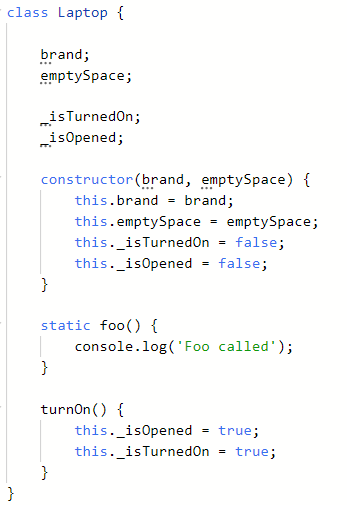 class Laptop {
brand;
emptySpace;
_isTurnedOn;
_isOpened;
constructor(brand, emptySpace) {
this.brand = brand;
this.emptySpace = emptySpace;
this._isTurnedOn = false;
this._isOpened = false;
}
static foo() {
console.log('Foo called');
}
turnOn() {
this._isOpened = true;
this._isTurnedOn = true;
}
}